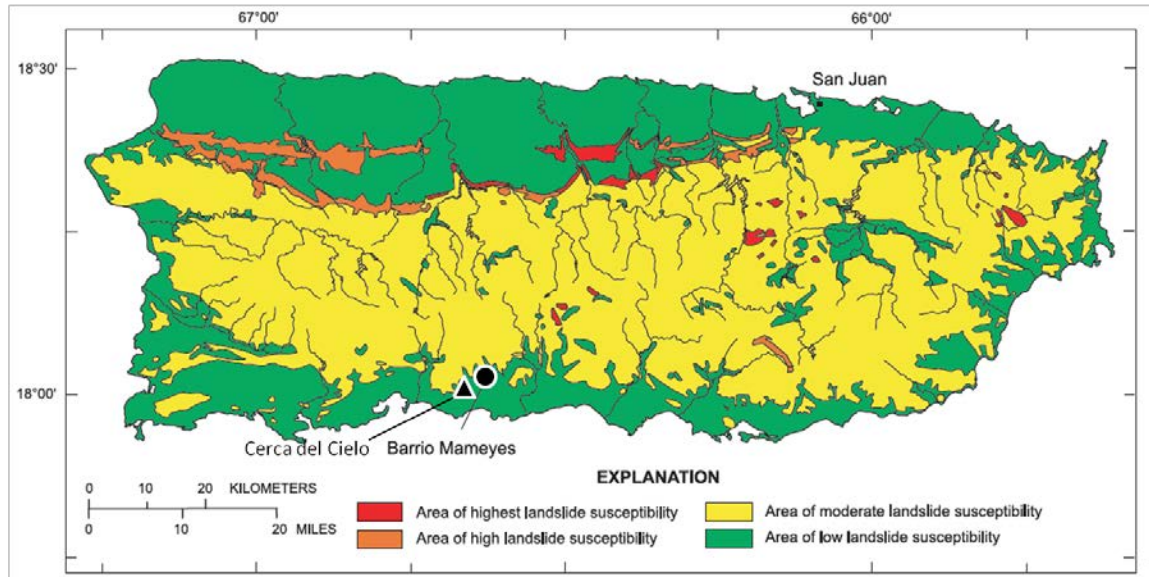 67°00'
66°00'
18°30'
San Juan
18°00'
Cerca del Cielo
Barrio Mameyes
EXPLANATION
0 10 20 KILOMETERS
0 10 20 MILES
Area of highest landslide susceptibility
Area of high landslide susceptibility
Area of moderate landslide susceptibility
Area of low landslide susceptibility